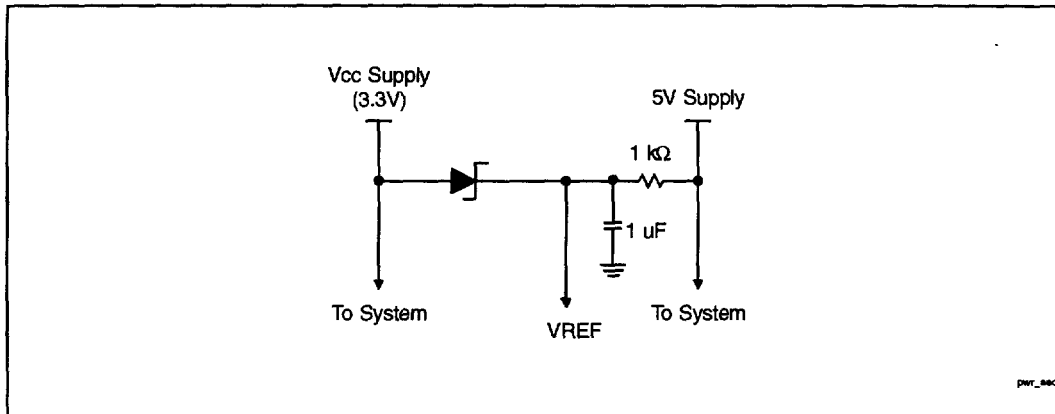 Vcc Supply
(3.3V)
5V Supply
1 kΩ
1 uF
To System
VREF
To System